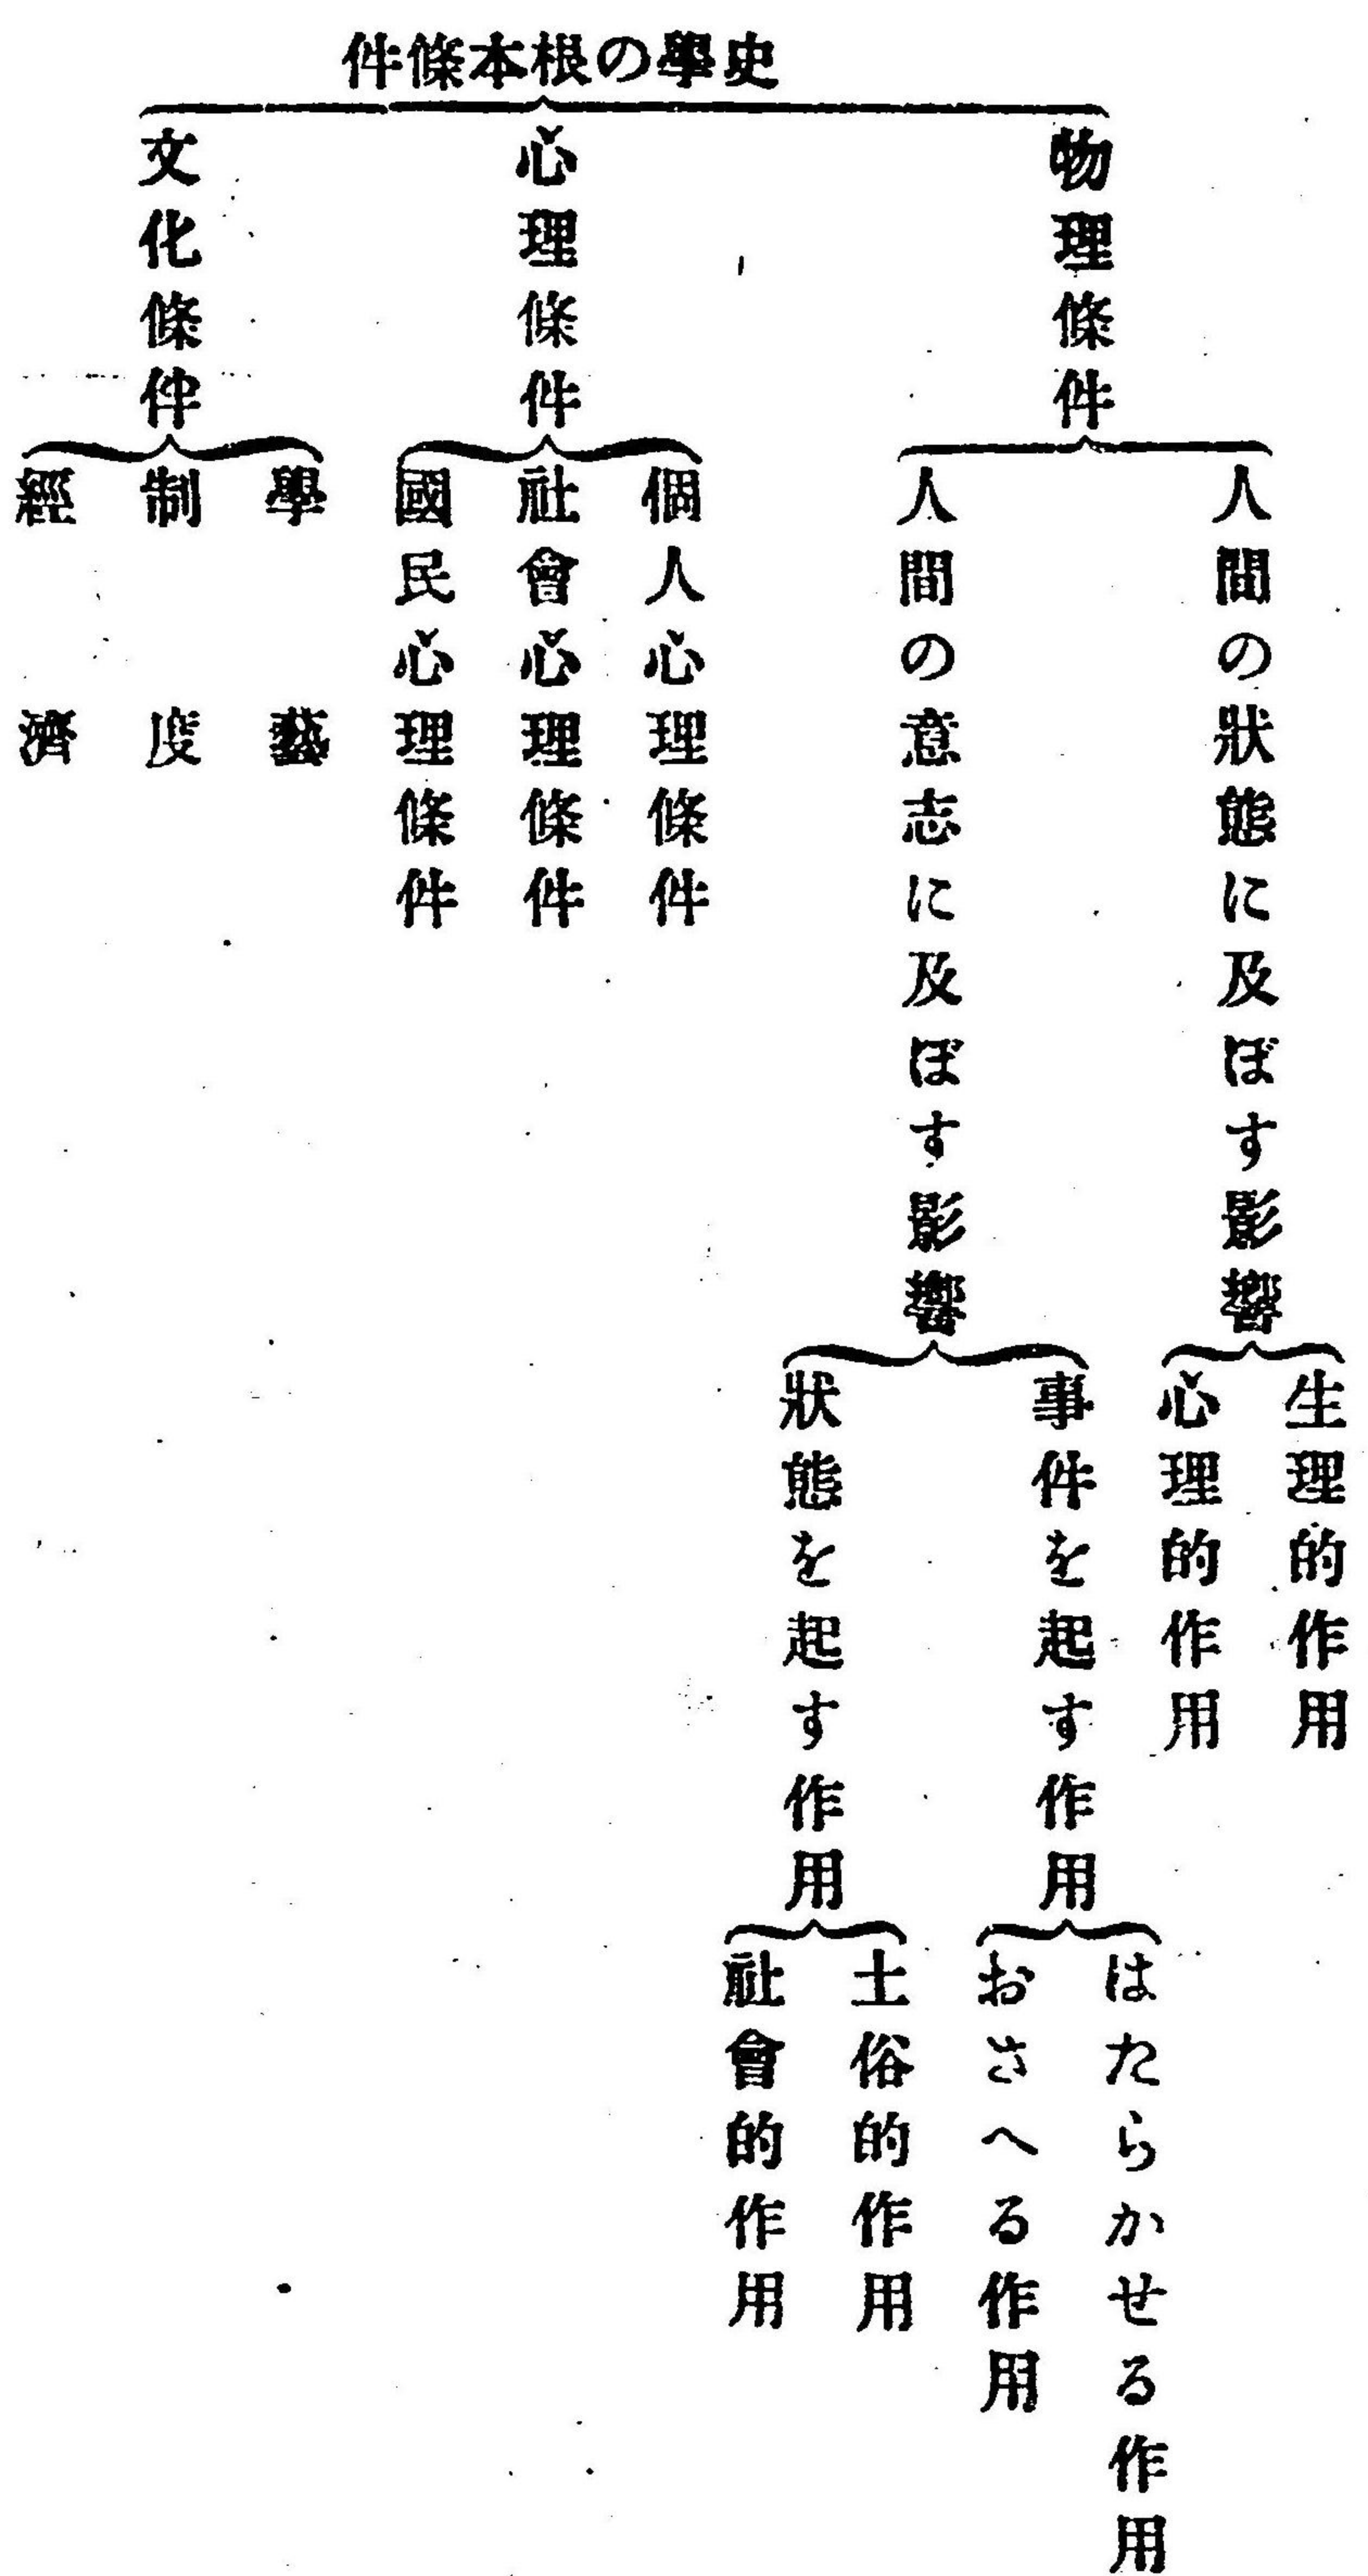 史學の根本條件
物理條件
人間の狀態に及ぼす影響
生理的作用
心理的作用
人間の意志に及ぼす影響
事件を起す作用
はたらかせる作用
おさへる作用
狀態を起す作用
土俗的作用
社會的作用
心理條件
個人心理條件
社會心理條件
國民心理條件
文化條件
學藝
制度
經濟